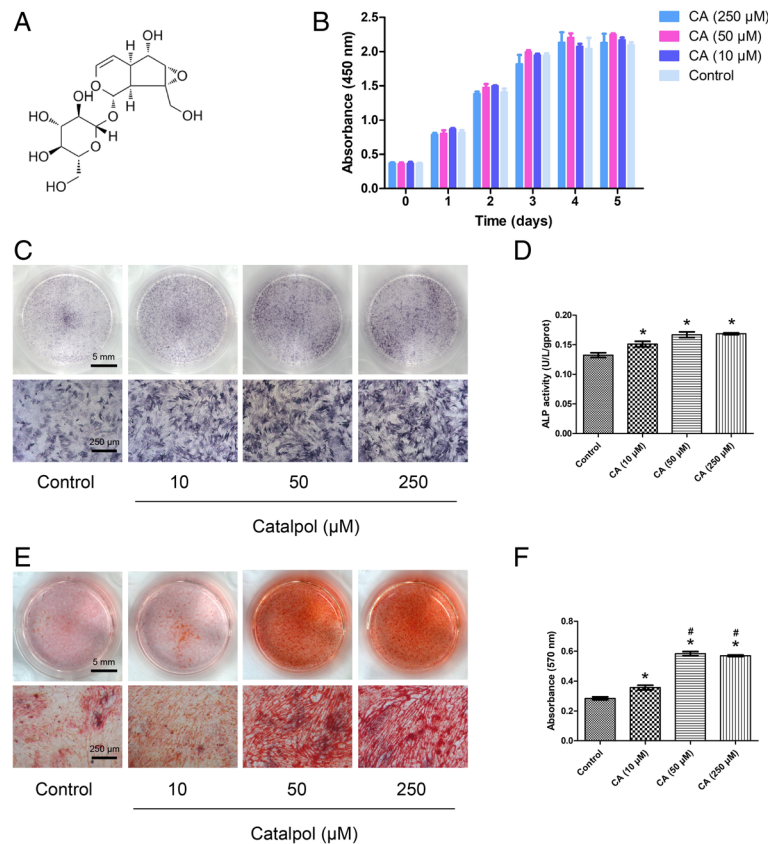 A
OH
H
O
O
H
O
OH
OH
O
H
HO
HO
O
HO
B
Absorbance (450 nm)
2.5
2.0
1.5
1.0
0.5
0.0
0 1 2 3 4 5
Time (days)
CA (250 μM)
CA (50 μM)
CA (10 μM)
Control
C
5 mm
250 μm
Control 10 50 250
Catalpol (μM)
D
ALP activity (U/L/gprot)
0.20
0.15
0.10
0.05
0.00
* * *
Control CA (10 μM) CA (50 μM) CA (250 μM)
E
5 mm
250 μm
Control 10 50 250
Catalpol (μM)
F
Absorbance (570 nm)
0.8
0.6
0.4
0.2
0.0
# #
* * *
Control CA (10 μM) CA (50 μM) CA (250 μM)